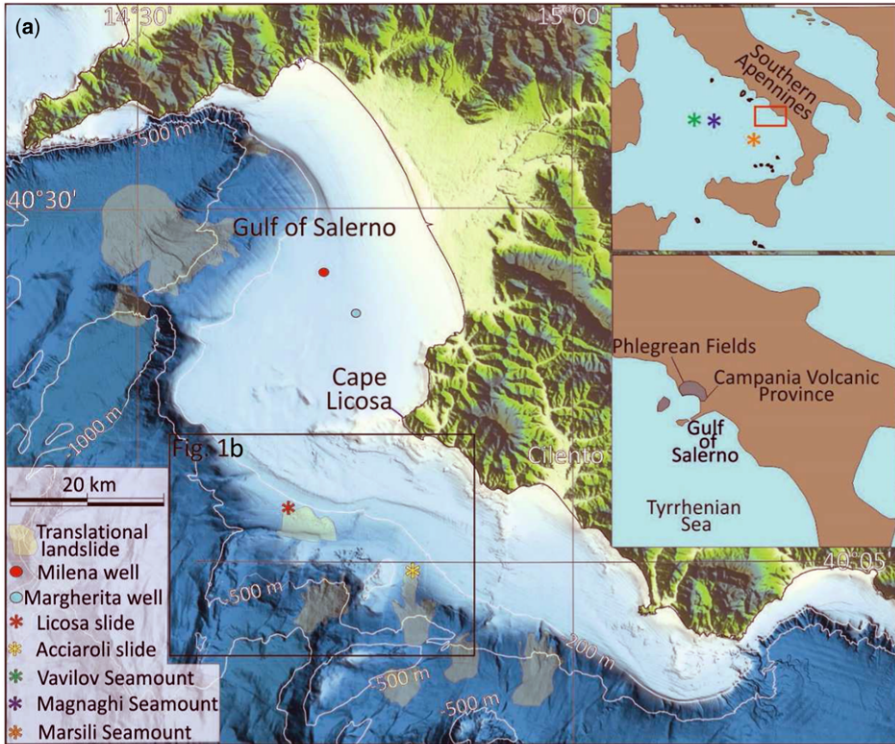 (a)
14°30'
15°00'
-500 m
40°30'
Gulf of Salerno
Cape
Licosa
-1000 m
Fig. 1b
Cilento
40°05'
-500 m
-200 m
-500 m
-500 m
20 km
Translational
landslide
Milena well
Margherita well
Licosa slide
Acciaroli slide
Vavilov Seamount
Magnaghi Seamount
Marsili Seamount
Southern
Apennines
Phlegrean Fields
Campania Volcanic
Province
Gulf
of
Salerno
Tyrrhenian
Sea